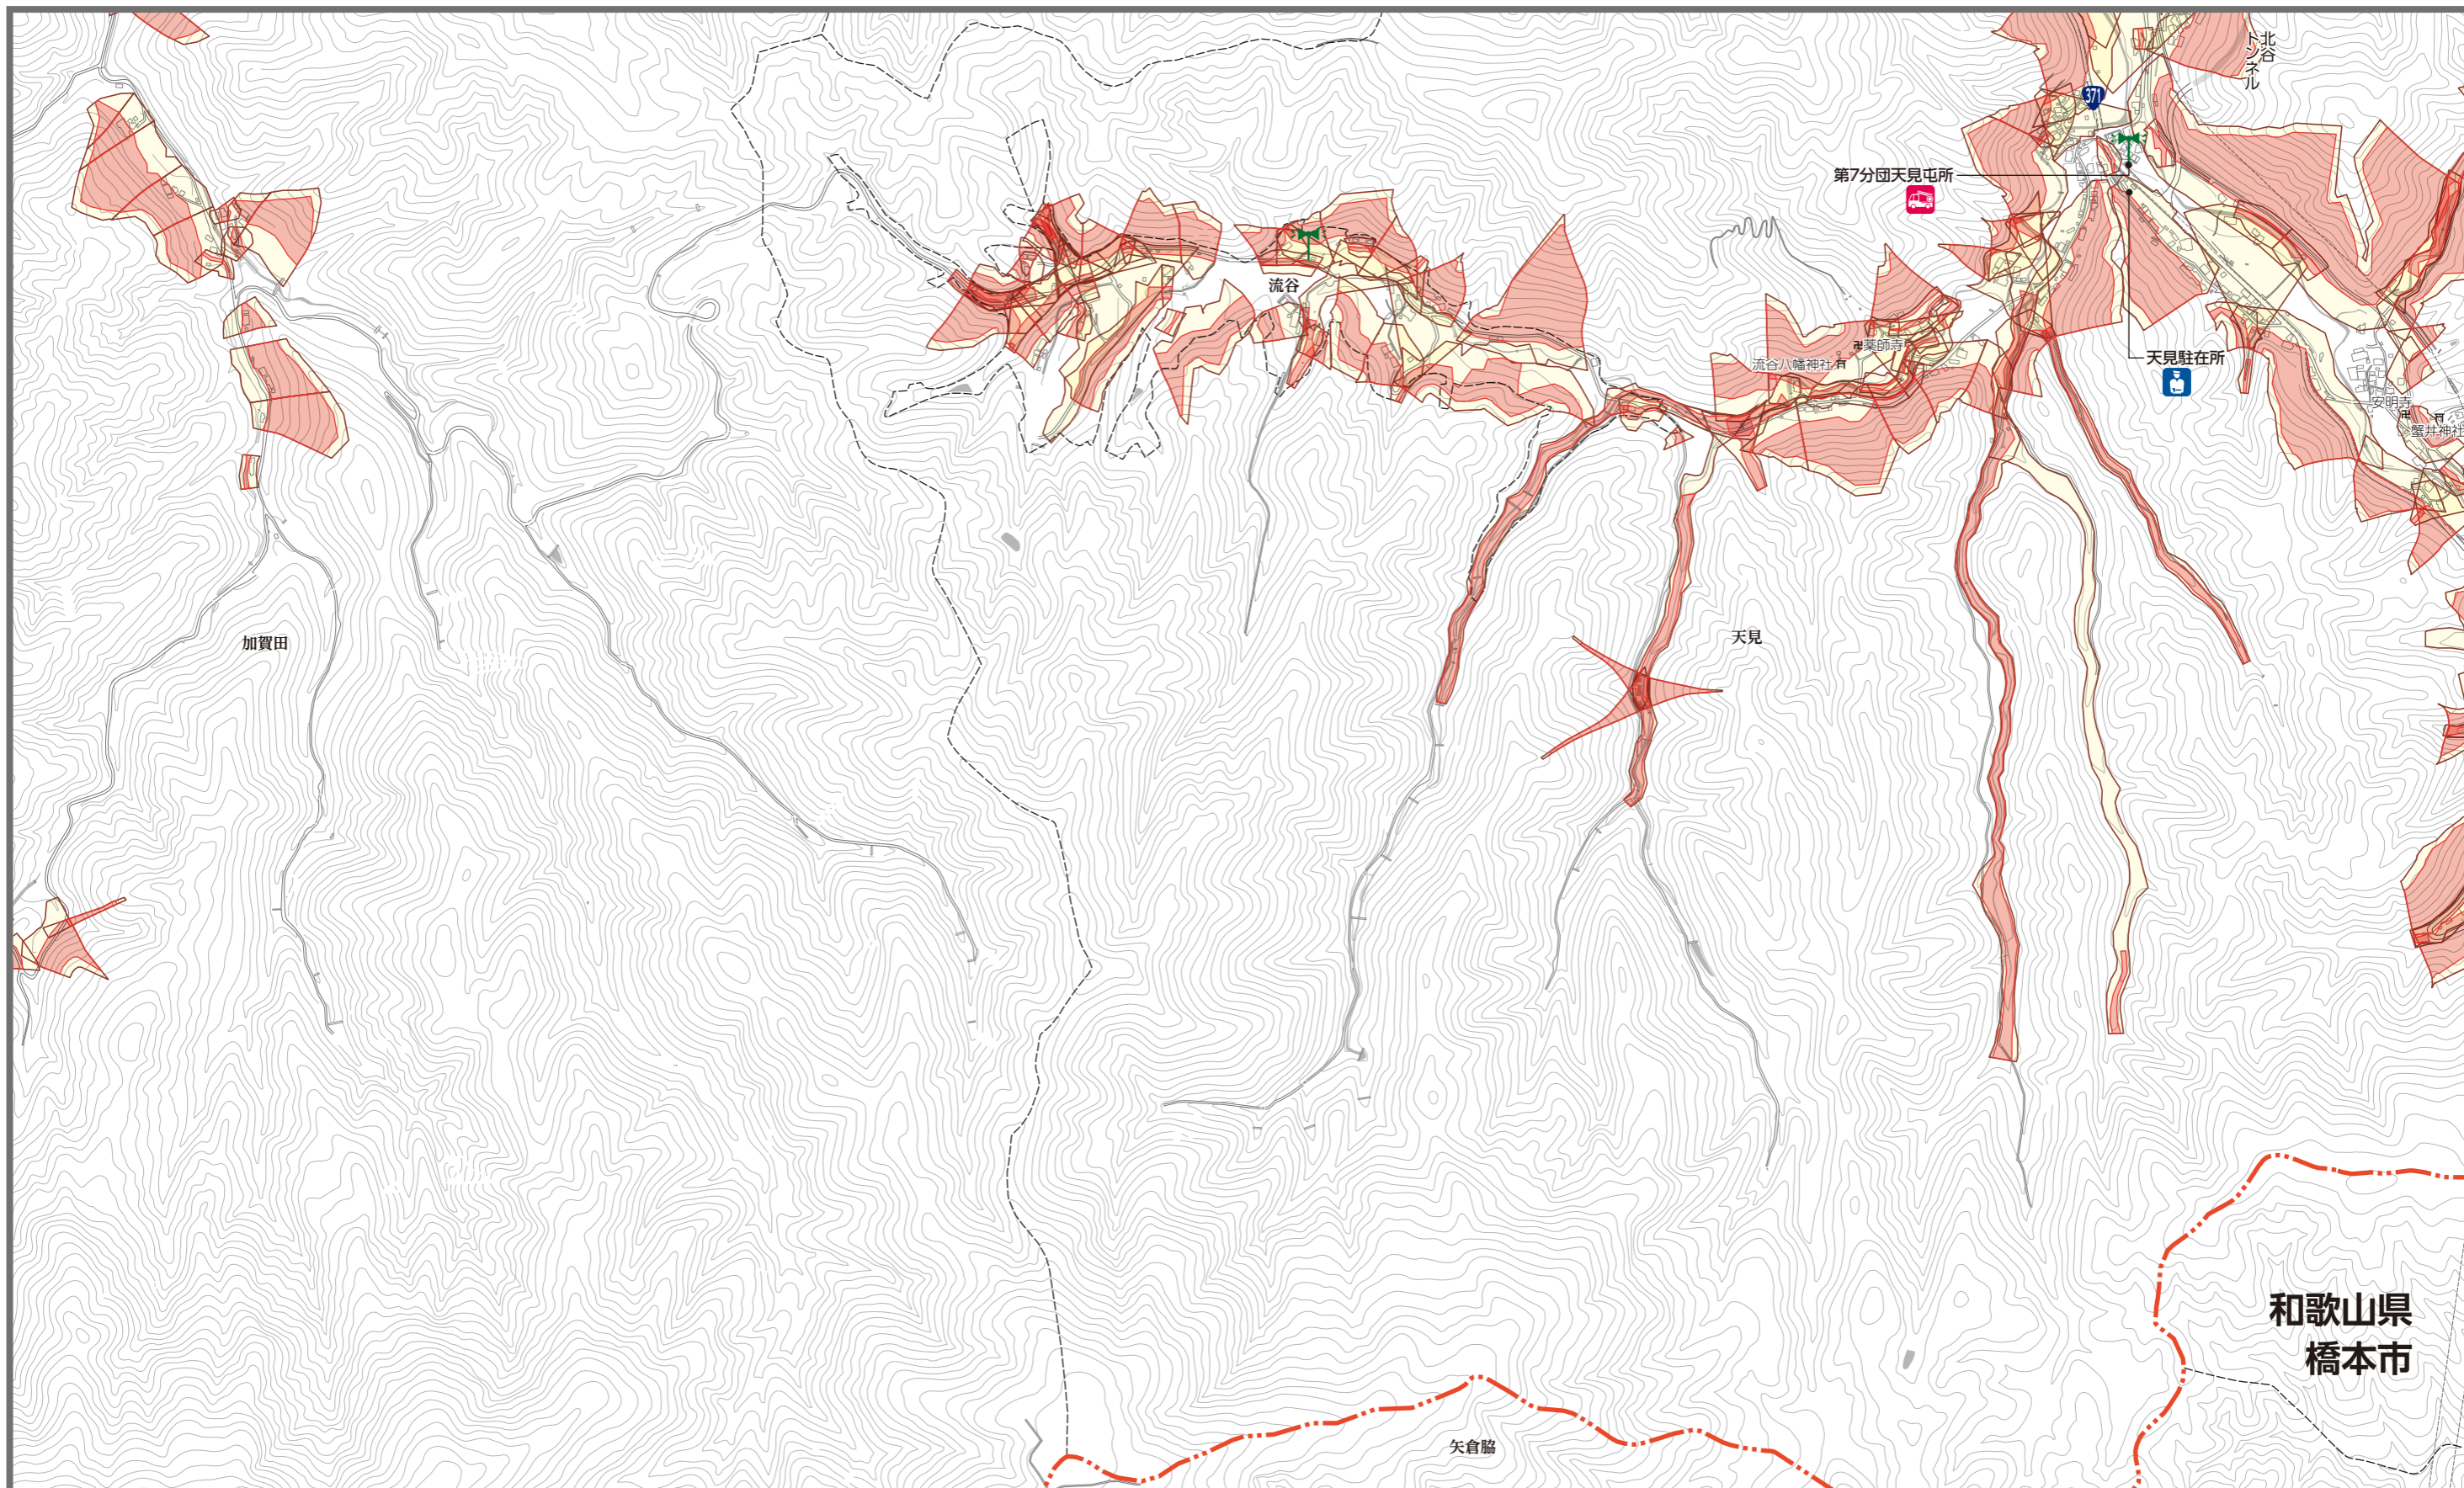 北谷
トンネル
371
第7分団天見屯所
流谷
薬師寺
流谷八幡神社
天見駐在所
安明寺
蟹井神社
加賀田
天見
和歌山県
橋本市
矢倉脇